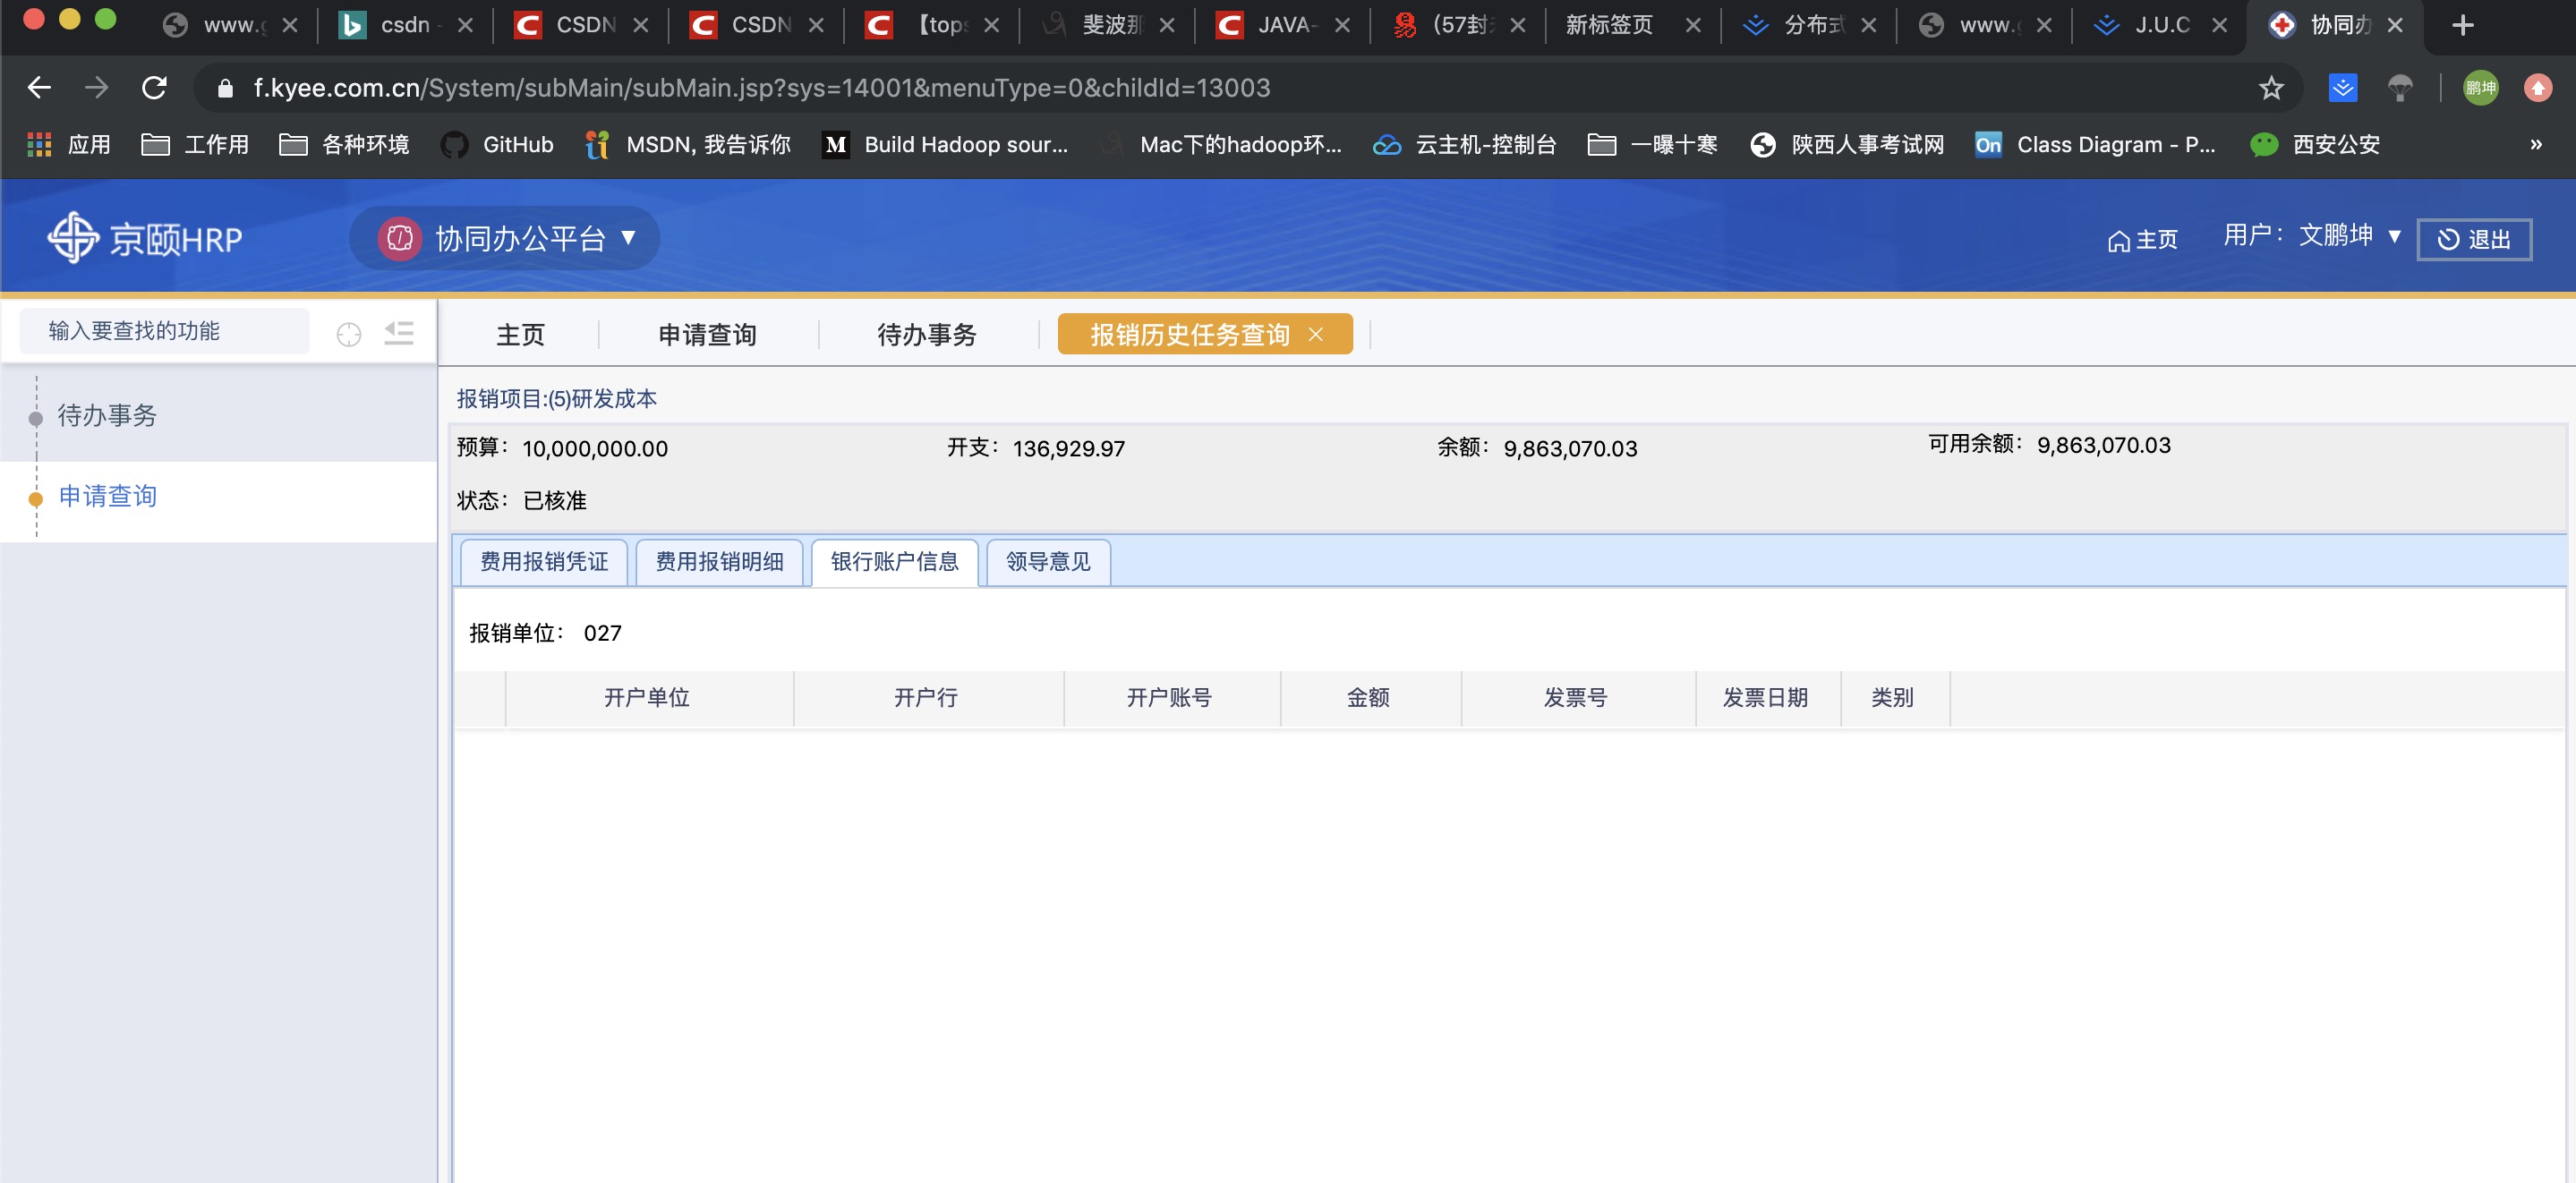 www.g
csdn -
CSDN
CSDN
【tops
斐波那
JAVA-
(57封
新标签页
分布式
www.g
J.U.C
协同办
f.kyee.com.cn/System/subMain/subMain.jsp?sys=14001&menuType=0&childId=13003
鹏坤
应用
工作用
各种环境
GitHub
MSDN, 我告诉你
M
Build Hadoop sour...
Mac下的hadoop环...
云主机-控制台
一曝十寒
陕西人事考试网
On
Class Diagram - P...
西安公安
»
京颐HRP
协同办公平台
主页
用户：文鹏坤
退出
输入要查找的功能
主页
申请查询
待办事务
报销历史任务查询
待办事务
申请查询
报销项目:(5)研发成本
预算：10,000,000.00 开支：136,929.97 余额：9,863,070.03 可用余额：9,863,070.03
状态：已核准
费用报销凭证 费用报销明细 银行账户信息 领导意见
报销单位：027
开户单位 开户行 开户账号 金额 发票号 发票日期 类别